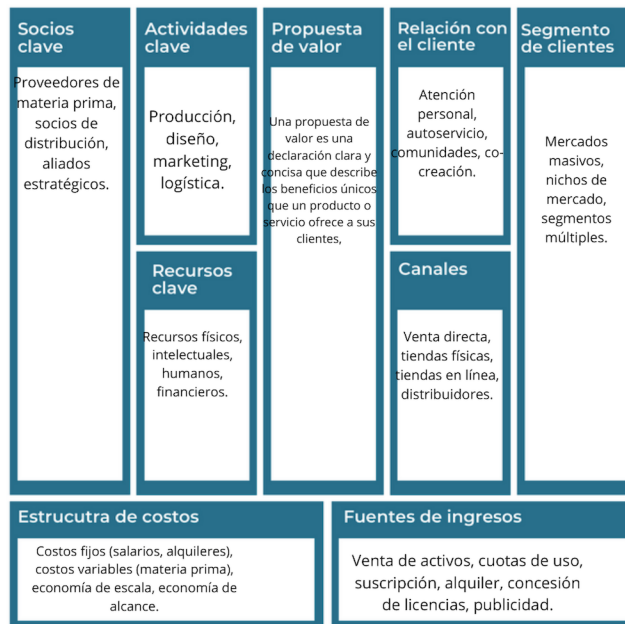 Socios
clave
Proveedores de
materia prima,
socios de
distribución,
aliados
estratégicos.
Actividades
clave
Producción,
diseño,
marketing,
logística.
Recursos
clave
Recursos físicos,
intelectuales,
humanos,
financieros.
Propuesta
de valor
Una propuesta de
valor es una
declaración clara y
concisa que describe
los beneficios únicos
que un producto o
servicio ofrece a sus
clientes,
Relación con
el cliente
Atención
personal,
autoservicio,
comunidades, co-
creación.
Canales
Venta directa,
tiendas físicas,
tiendas en línea,
distribuidores.
Segmento
de clientes
Mercados
masivos,
nichos de
mercado,
segmentos
múltiples.
Estrucutra de costos
Costos fijos (salarios, alquileres),
costos variables (materia prima),
economía de escala, economía de
alcance.
Fuentes de ingresos
Venta de activos, cuotas de uso,
suscripción, alquiler, concesión
de licencias, publicidad.